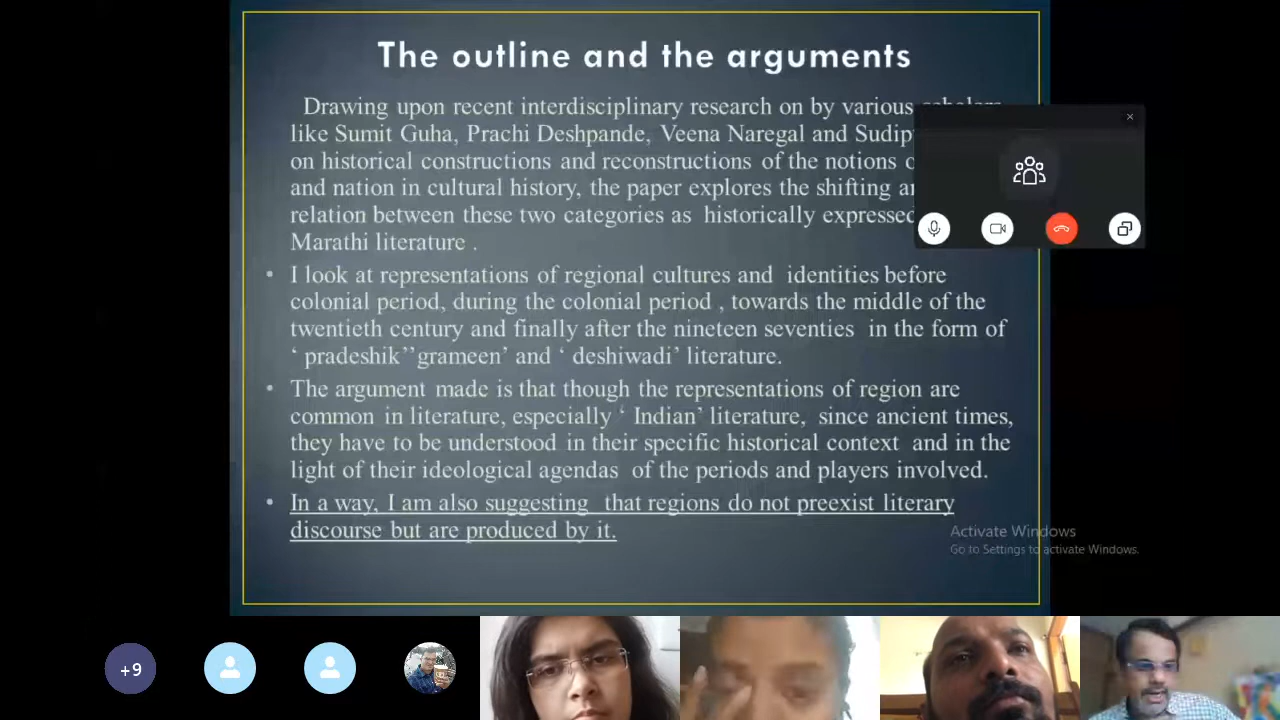 The outline and the arguments
Drawing upon recent interdisciplinary research on by various scholars
like Sumit Guha, Prachi Deshpande, Veena Naregal and
on historical constructions and reconstructions of the notions
and nation in cultural history, the paper explores the shifting
relation between these two categories as historically expressed
Marathi literature .
• I look at representations of regional cultures and identities before
colonial period, during the colonial period , towards the middle of the
twentieth century and finally after the nineteen seventies in the form of
‘ pradeshik’’grameen’ and ‘ deshiwadi’ literature.
• The argument made is that though the representations of region are
common in literature, especially ‘ Indian’ literature, since ancient times,
they have to be understood in their specific historical context and in the
light of their ideological agendas of the periods and players involved.
• In a way, I am also suggesting that regions do not preexist literary
discourse but are produced by it.
Activate Windows
Go to Settings to activate Windows.
+9